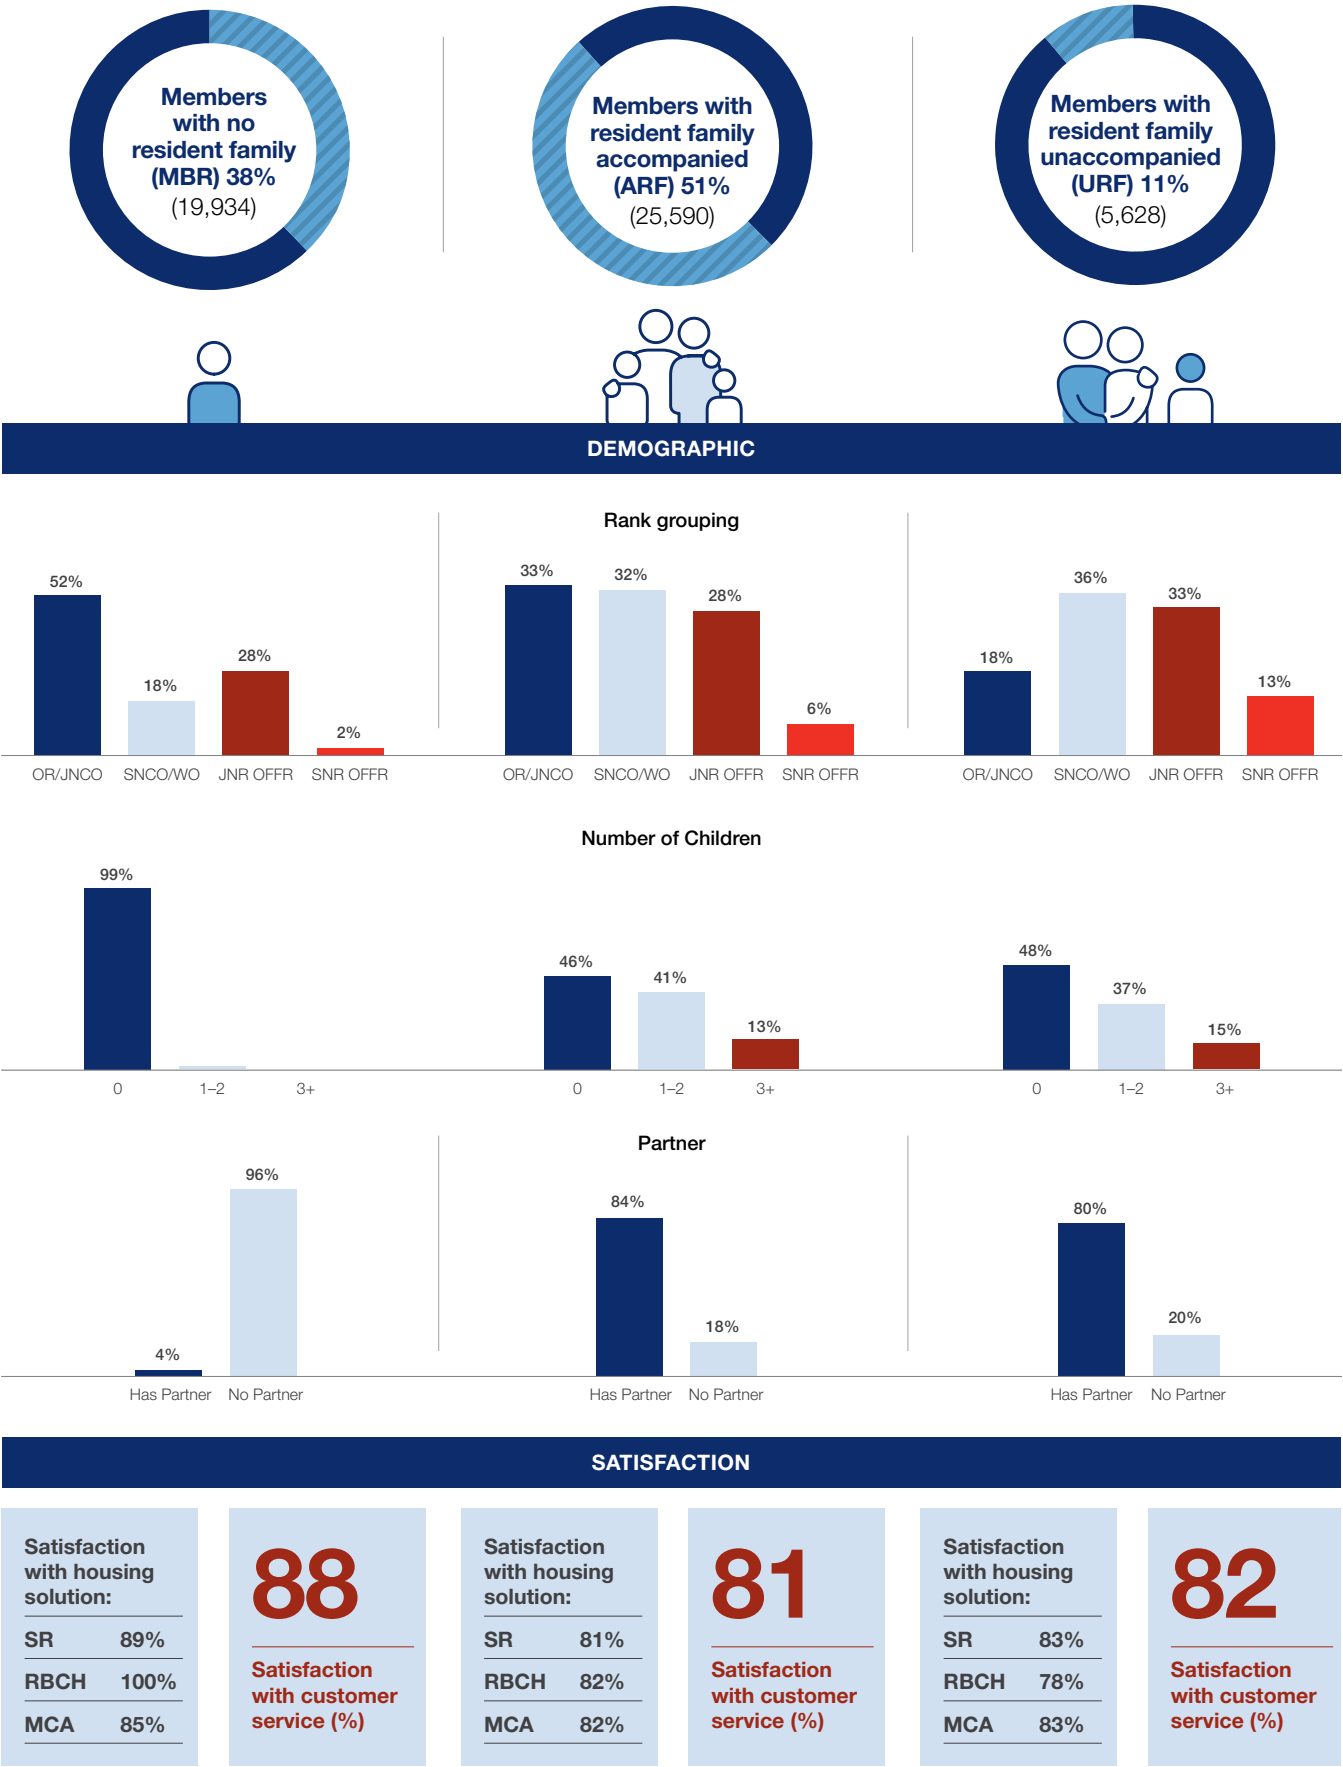 Members
with no
resident family
(MBR) 38%
(19,934)
Members with
resident family
accompanied
(ARF) 51%
(25,590)
Members with
resident family
unaccompanied
(URF) 11%
(5,628)
DEMOGRAPHIC
Rank grouping
52%
18%
28%
2%
OR/JNCO SNCO/WO JNR OFFR SNR OFFR
33%
32%
28%
6%
OR/JNCO SNCO/WO JNR OFFR SNR OFFR
18%
36%
33%
13%
OR/JNCO SNCO/WO JNR OFFR SNR OFFR
Number of Children
99%
0 1–2 3+
46%
41%
13%
0 1–2 3+
48%
37%
15%
0 1–2 3+
Partner
4%
96%
Has Partner No Partner
84%
18%
Has Partner No Partner
80%
20%
Has Partner No Partner
SATISFACTION
Satisfaction
with housing
solution:
SR 89%
RBCH 100%
MCA 85%
88
Satisfaction
with customer
service (%)
Satisfaction
with housing
solution:
SR 81%
RBCH 82%
MCA 82%
81
Satisfaction
with customer
service (%)
Satisfaction
with housing
solution:
SR 83%
RBCH 78%
MCA 83%
82
Satisfaction
with customer
service (%)